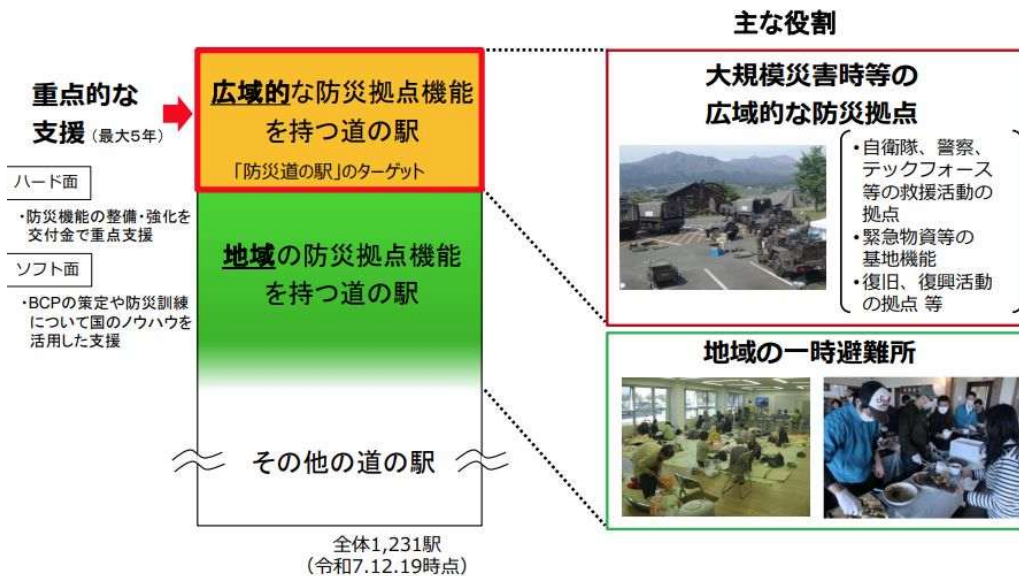 主な役割
重点的な
支援（最大5年）
ハード面
・防災機能の整備・強化を
交付金で重点支援
ソフト面
・BCPの策定や防災訓練
について国のノウハウを
活用した支援
広域的な防災拠点機能
を持つ道の駅
「防災道の駅」のターゲット
地域の防災拠点機能
を持つ道の駅
その他の道の駅
全体1,231駅
（令和7.12.19時点）
大規模災害時等の
広域的な防災拠点
・自衛隊、警察、
テックフォース
等の救援活動の
拠点
・緊急物資等の
基地機能
・復旧、復興活動
の拠点 等
地域の一時避難所